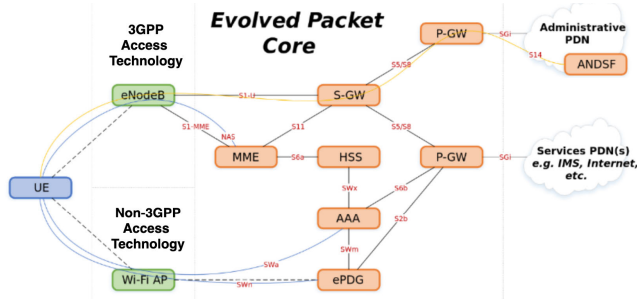 3GPP
Access
Technology
Evolved Packet
Core
P-GW
SGi
Administrative
PDN
S14
ANDSF
S5/S8
eNodeB
S1-U
S-GW
S1-MME
NAS
S11
S5/S8
MME
S6a
HSS
P-GW
SGi
Services PDN(s)
e.g. IMS, Internet,
etc.
UE
SWx
S6b
Non-3GPP
Access
Technology
AAA
S2b
SWa
SWm
Wi-Fi AP
SWn
ePDG